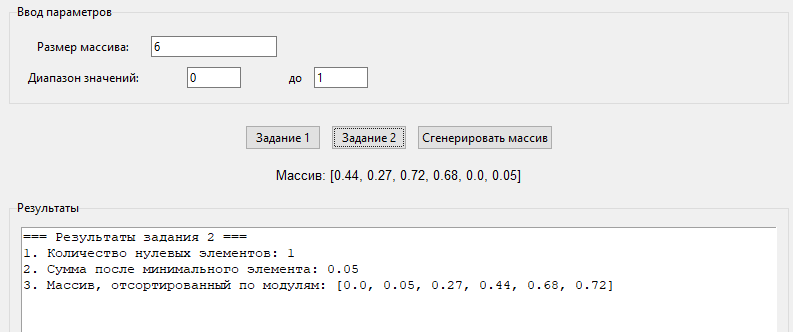 Ввод параметров
Размер массива: 6
Диапазон значений: 0 до 1
Задание 1 Задание 2 Сгенерировать массив
Массив: [0.44, 0.27, 0.72, 0.68, 0.0, 0.05]
Результаты
=== Результаты задания 2 ===
1. Количество нулевых элементов: 1
2. Сумма после минимального элемента: 0.05
3. Массив, отсортированный по модулям: [0.0, 0.05, 0.27, 0.44, 0.68, 0.72]